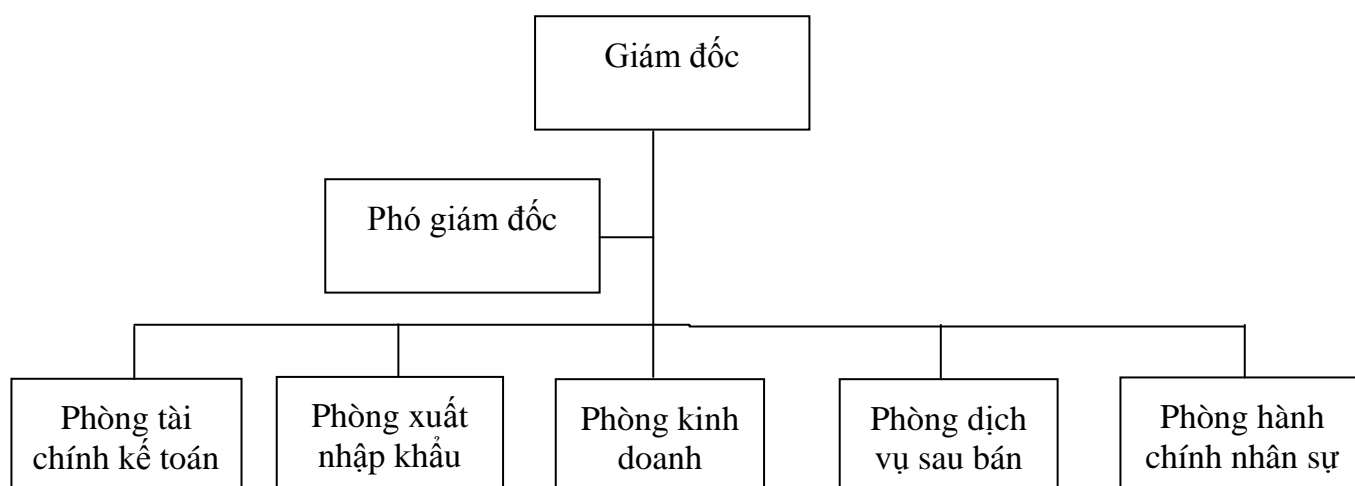 Giám đốc
Phó giám đốc
Phòng tài
chính kế toán
Phòng xuất
nhập khẩu
Phòng kinh
doanh
Phòng dịch
vụ sau bán
Phòng hành
chính nhân sự